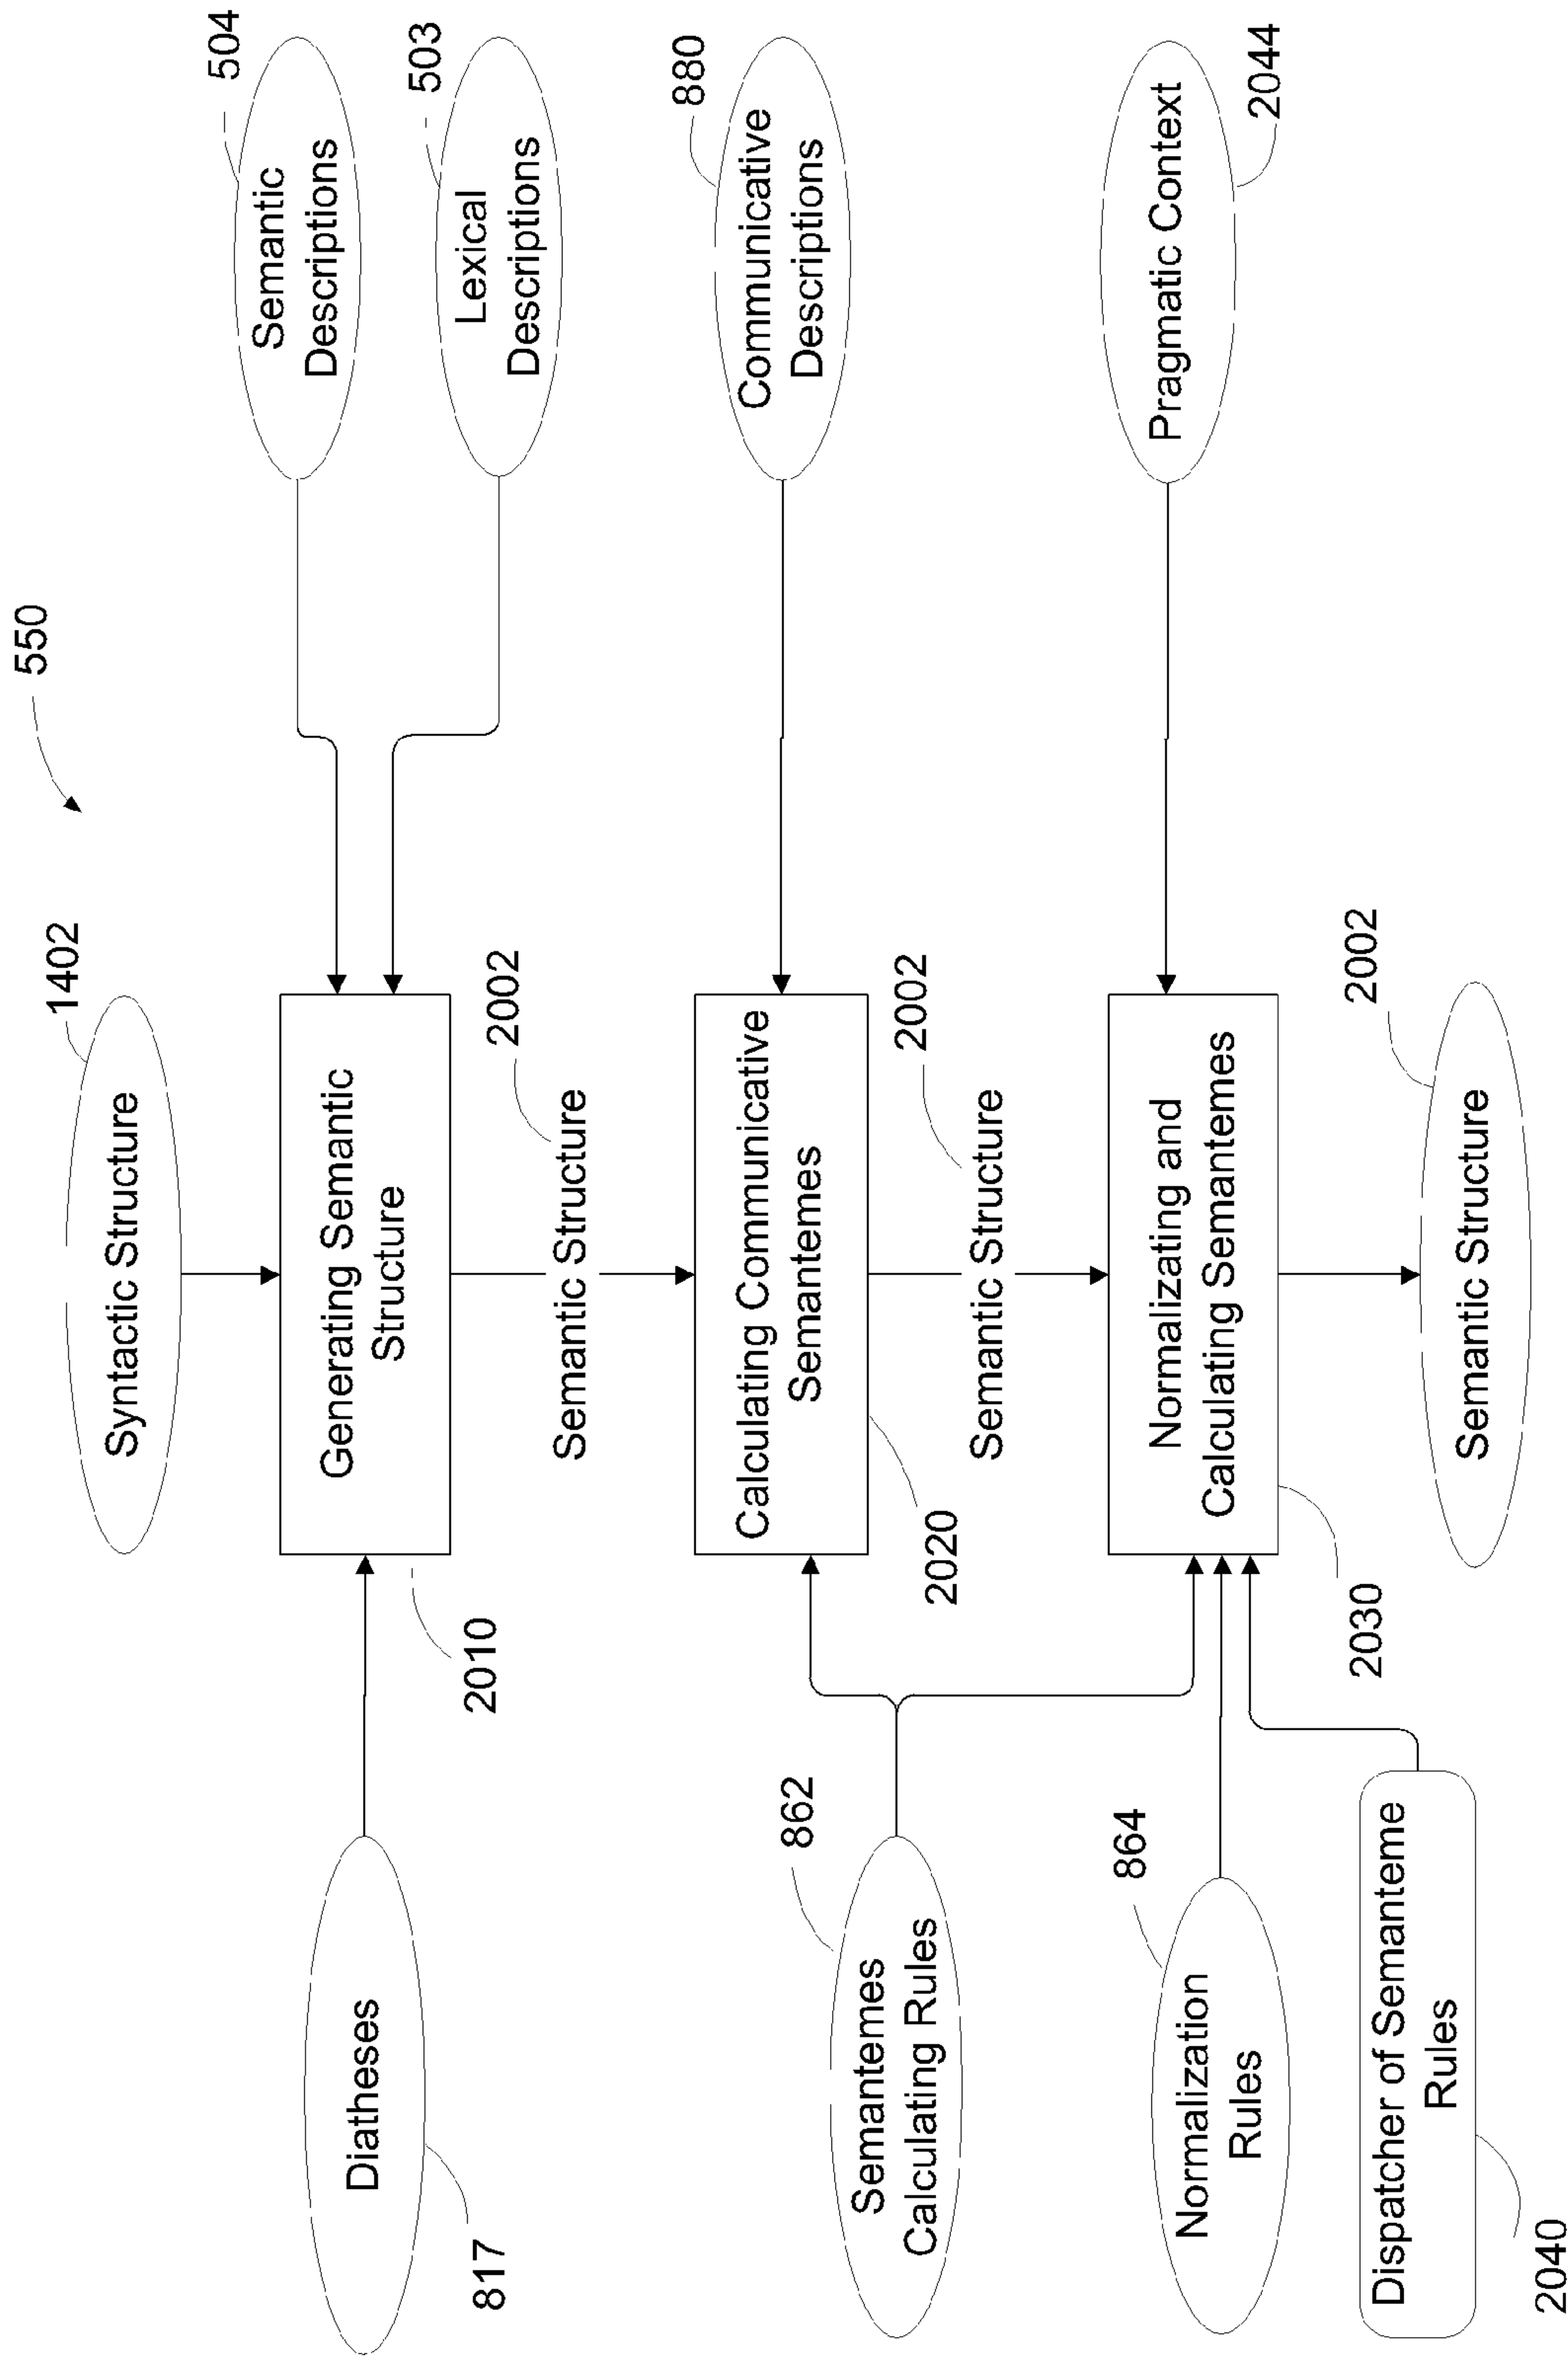 550
1402
Syntactic Structure
504
Semantic
Descriptions
Diatheses
Generating Semantic
Structure
503
Lexical
Descriptions
817
2010
2002
Semantic Structure
880
Communicative
Descriptions
Calculating Communicative
Semantemes
862
Semantemes
Calculating Rules
2020
2002
Semantic Structure
864
Normalization
Rules
Normalizating and
Calculating Semantemes
Pragmatic Context
2044
2030
2002
Dispatcher of Semanteme
Rules
Semantic Structure
2040